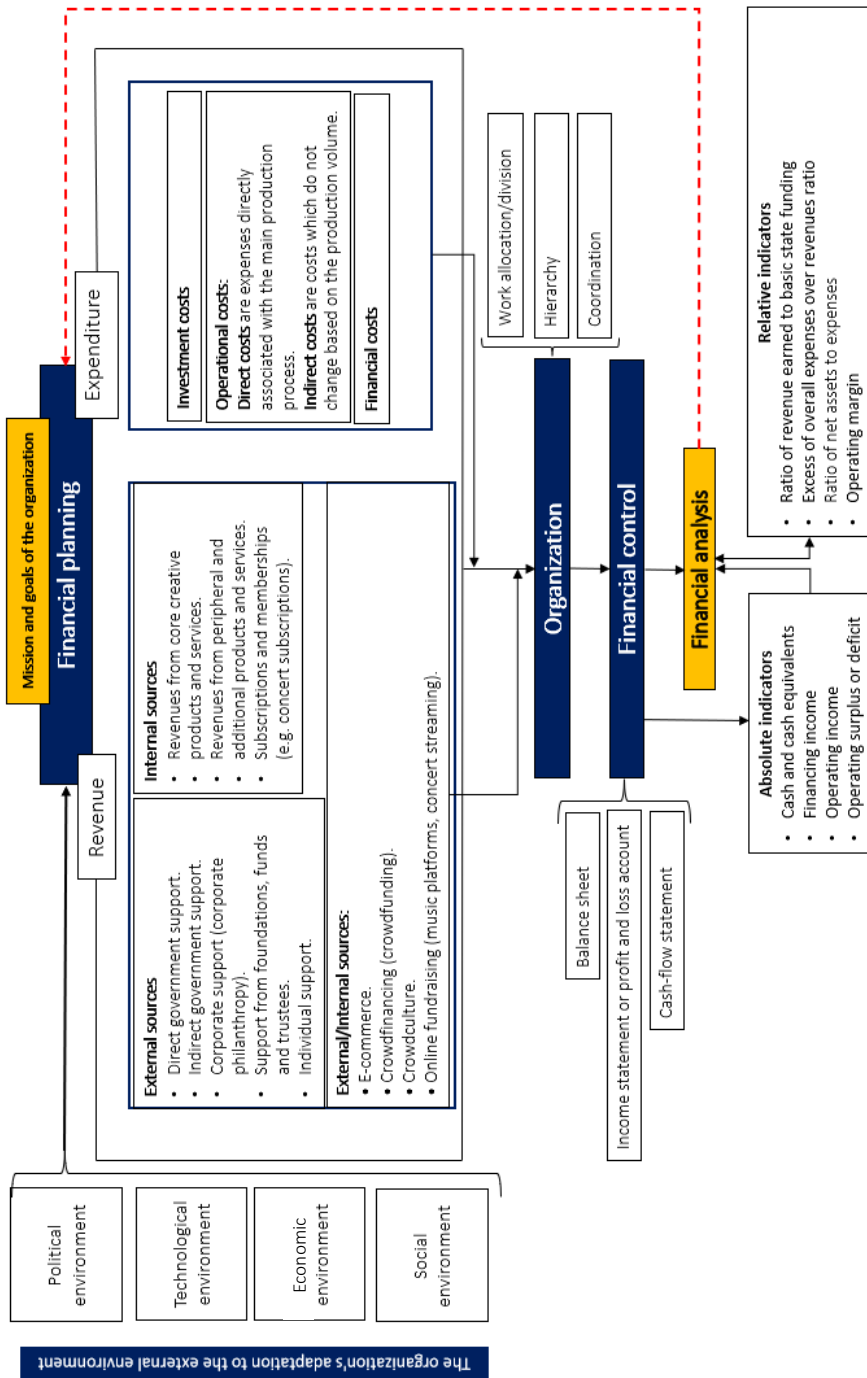 The organization's adaptation to the external environment
Political
environment
Technological
environment
Economic
environment
Social
environment
Mission and goals of the organization
Financial planning
Revenue
Expenditure
External sources
• Direct government support.
• Indirect government support.
• Corporate support (corporate
philanthropy).
• Support from foundations, funds
and trustees.
• Individual support.
Internal sources
• Revenues from core creative
• products and services.
• Revenues from peripheral and
• additional products and services.
• Subscriptions and memberships
(e.g. concert subscriptions).
External/Internal sources:
• E-commerce.
• Crowdfinancing (crowdfunding).
• Crowdculture.
• Online fundraising (music platforms, concert streaming).
Investment costs
Operational costs:
Direct costs are expenses directly
associated with the main production
process.
Indirect costs are costs which do not
change based on the production volume.
Financial costs
Organization
Work allocation/division
Hierarchy
Coordination
Financial control
Balance sheet
Income statement or profit and loss account
Cash-flow statement
Financial analysis
Absolute indicators
• Cash and cash equivalents
• Financing income
• Operating income
• Operating surplus or deficit
Relative indicators
• Ratio of revenue earned to basic state funding
• Excess of overall expenses over revenues ratio
• Ratio of net assets to expenses
• Operating margin